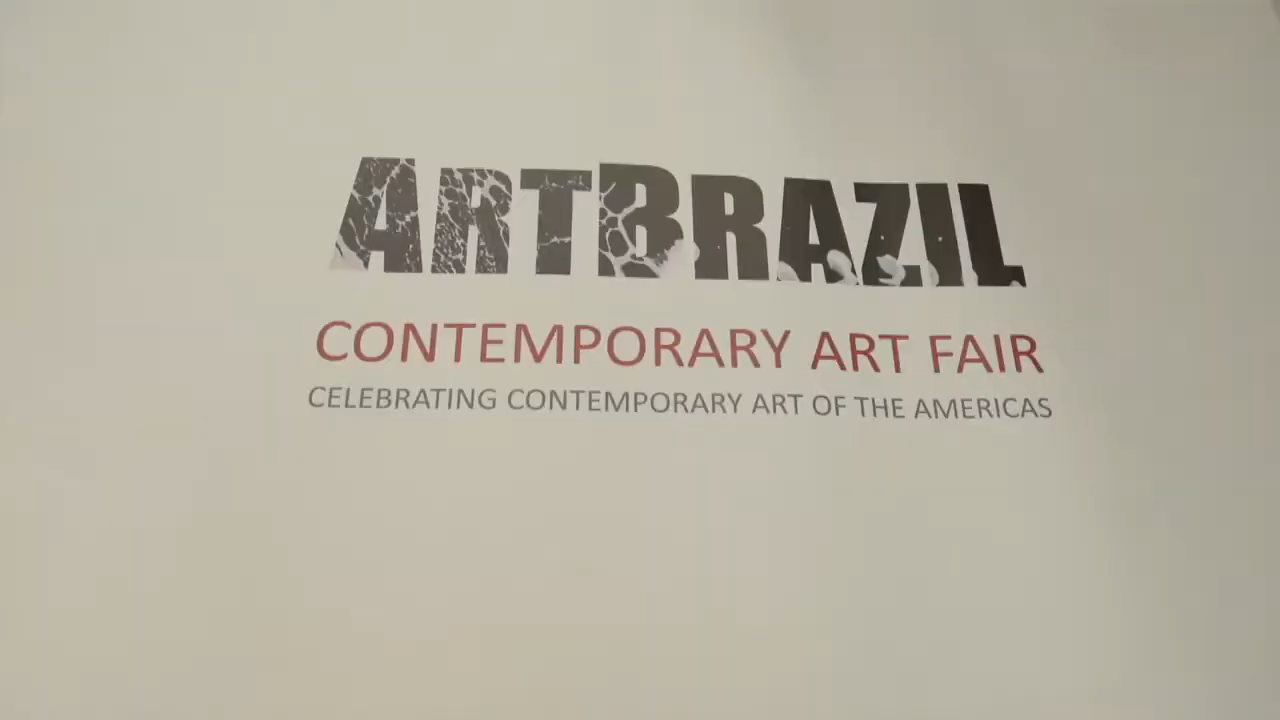 ARTBRAZIL
CONTEMPORARY ART FAIR
CELEBRATING CONTEMPORARY ART OF THE AMERICAS